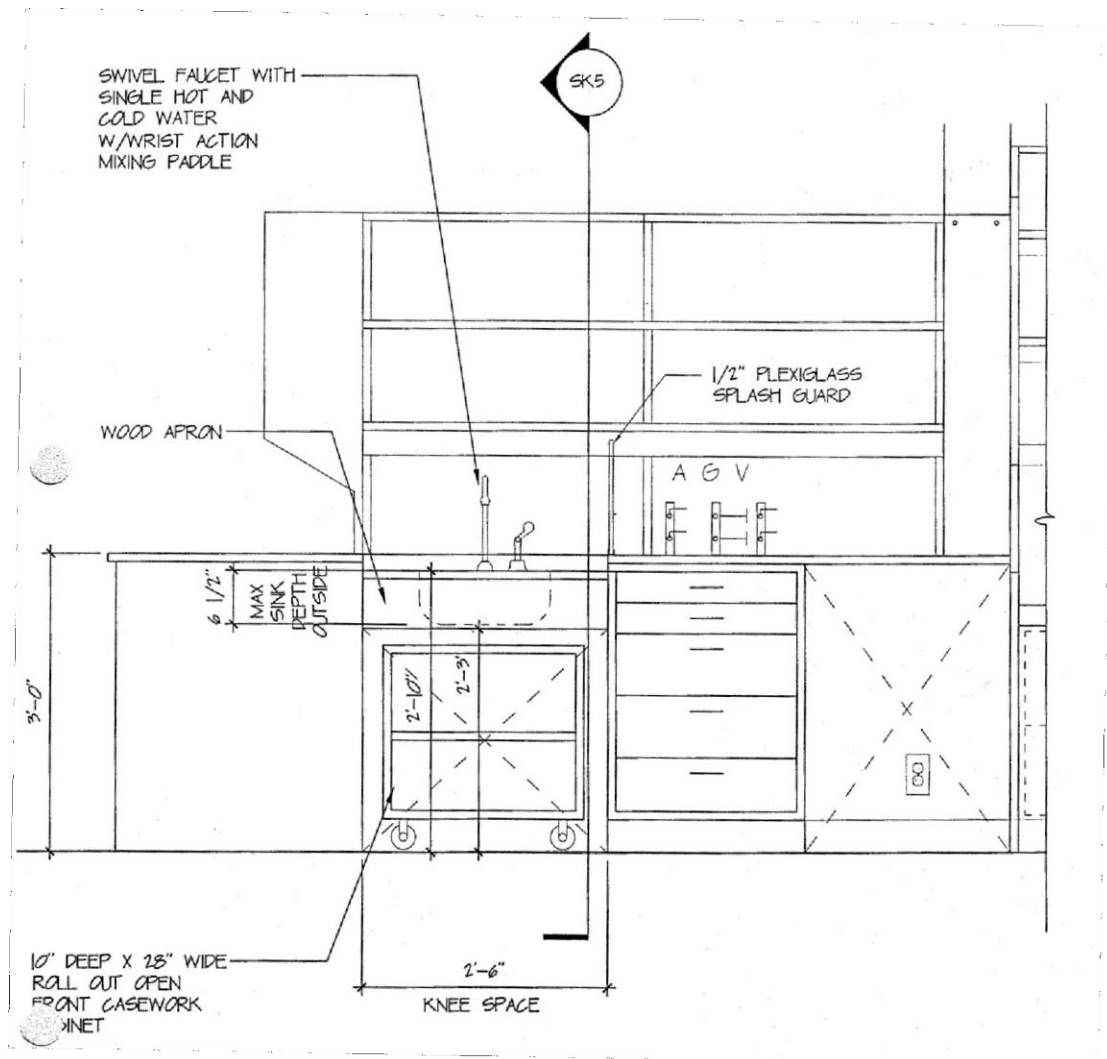 SWIVEL FAUCET WITH
SINGLE HOT AND
COLD WATER
W/WRIST ACTION
MIXING PADDLE
SK5
1/2" PLEXIGLASS
SPLASH GUARD
WOOD APRON
A G V
6 1/2"
MAX
SINK
DEPTH
OUTSIDE
3'-0"
2'-10"
2'-3"
10" DEEP X 28" WIDE
ROLL OUT OPEN
FRONT CASEWORK
INET
2'-6"
KNEE SPACE